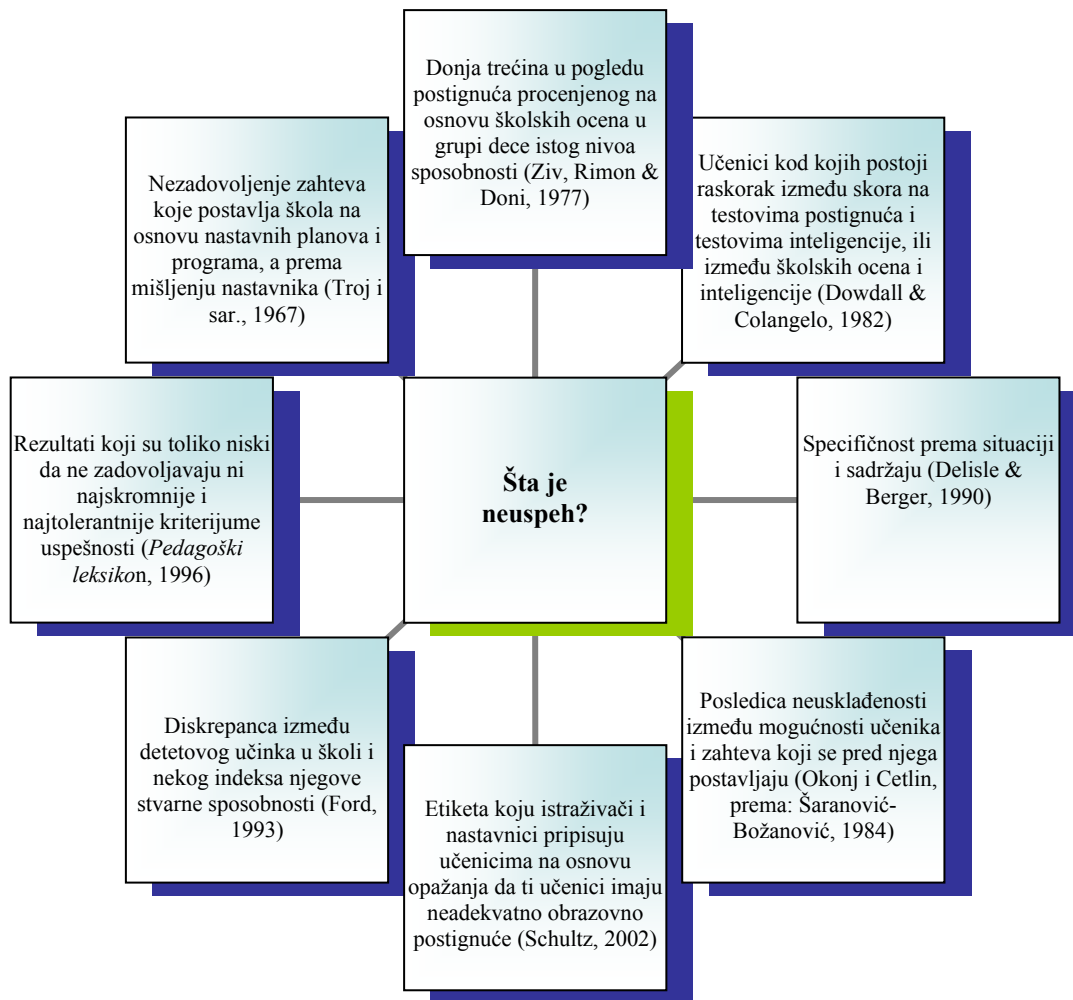 Donja trećina u pogledu
postignuća procenjenog na
osnovu školskih ocena u
grupi dece istog nivoa
sposobnosti (Ziv, Rimon &
Doni, 1977)
Učenici kod kojih postoji
raskorak između skora na
testovima postignuća i
testovima inteligencije, ili
između školskih ocena i
inteligencije (Dowdall &
Colangelo, 1982)
Specifičnost prema situaciji
i sadržaju (Delisle &
Berger, 1990)
Posledica neusklađenosti
između mogućnosti učenika
i zahteva koji se pred njega
postavljaju (Okonj i Cetlin,
prema: Šaranović-
Božanović, 1984)
Etiketa koju istraživači i
nastavnici pripisuju
učenicima na osnovu
opažanja da ti učenici imaju
neadekvatno obrazovno
postignuće (Schultz, 2002)
Diskrepanca između
detetovog učinka u školi i
nekog indeksa njegove
stvarne sposobnosti (Ford,
1993)
Rezultati koji su toliko niski
da ne zadovoljavaju ni
najskromnije i
najtolerantnije kriterijume
uspešnosti (Pedagoški
leksikon, 1996)
Nezadovoljenje zahteva
koje postavlja škola na
osnovu nastavnih planova i
programa, a prema
mišljenju nastavnika (Troj i
sar., 1967)
Šta je
neuspeh?